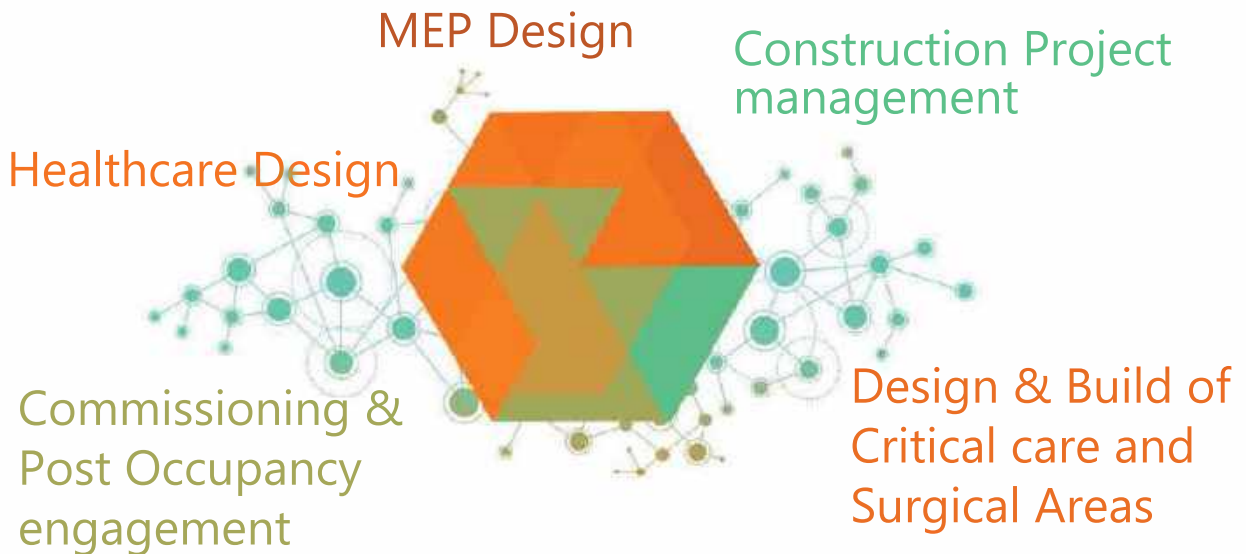 MEP Design
Construction Project
management
Healthcare Design
Commissioning &
Post Occupancy
engagement
Design & Build of
Critical care and
Surgical Areas